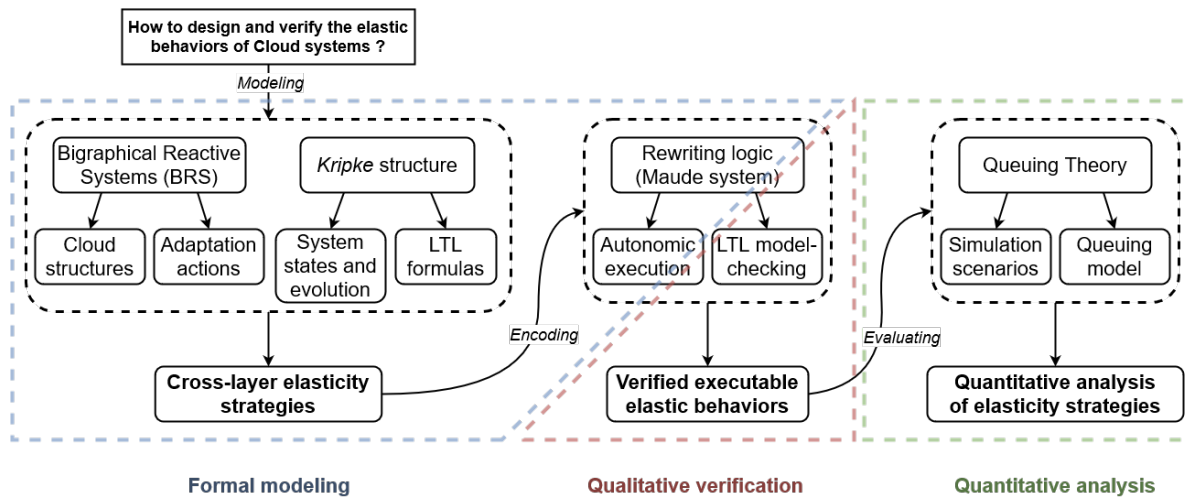 How to design and verify the elastic
behaviors of Cloud systems ?
Modeling
Bigraphical Reactive
Systems (BRS)
Kripke structure
Cloud
structures
Adaptation
actions
System
states and
evolution
LTL
formulas
Cross-layer elasticity
strategies
Encoding
Rewriting logic
(Maude system)
Autonomic
execution
LTL model-
checking
Verified executable
elastic behaviors
Evaluating
Queuing Theory
Simulation
scenarios
Queuing
model
Quantitative analysis
of elasticity strategies
Formal modeling
Qualitative verification
Quantitative analysis